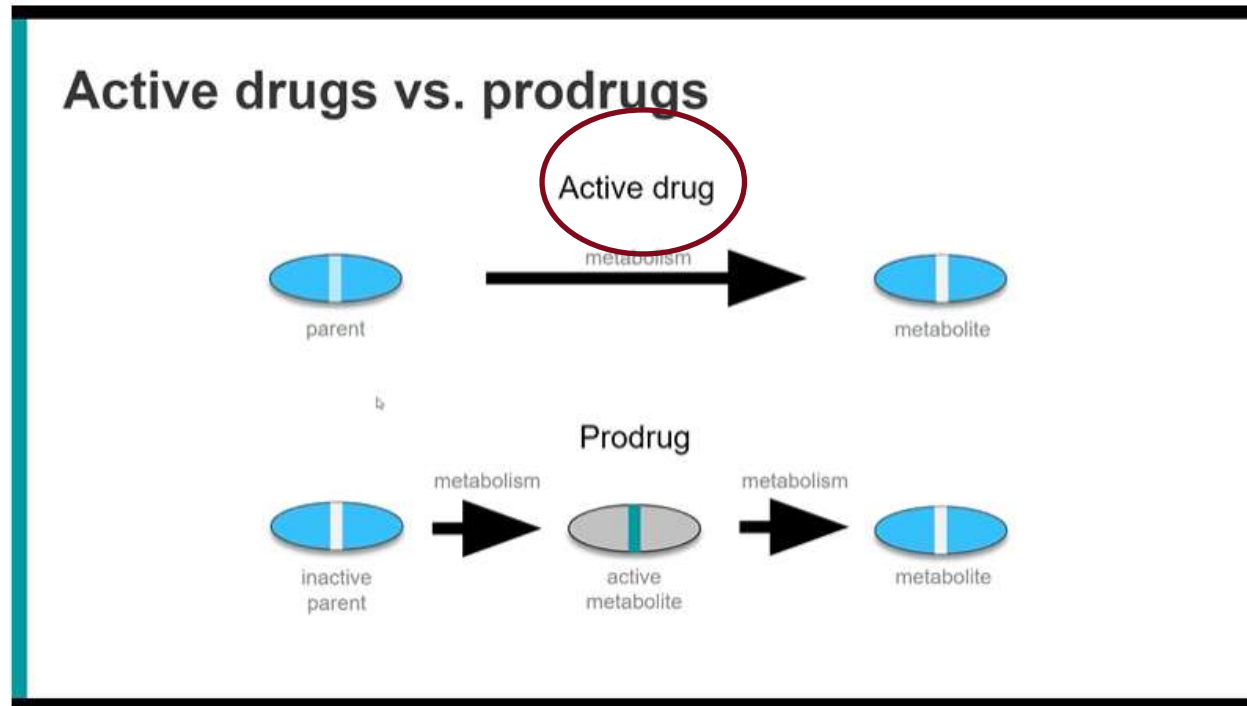 Active drugs vs. prodrugs
Active drug
metabolism
parent
metabolite
Prodrug
metabolism
metabolism
inactive
parent
active
metabolite
metabolite